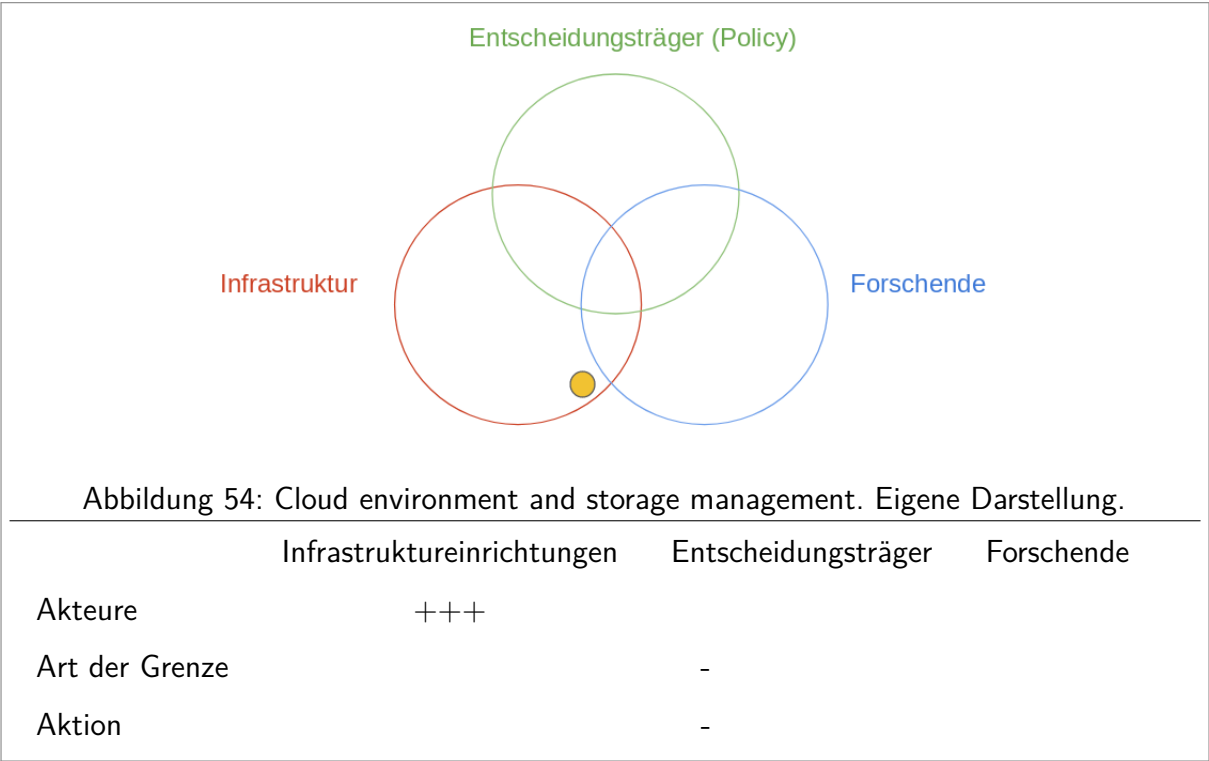 Entscheidungsträger (Policy)
Infrastruktur
Forschende
Abbildung 54: Cloud environment and storage management. Eigene Darstellung.
Infrastruktureinrichtungen Entscheidungsträger Forschende
Akteure +++
Art der Grenze -
Aktion -